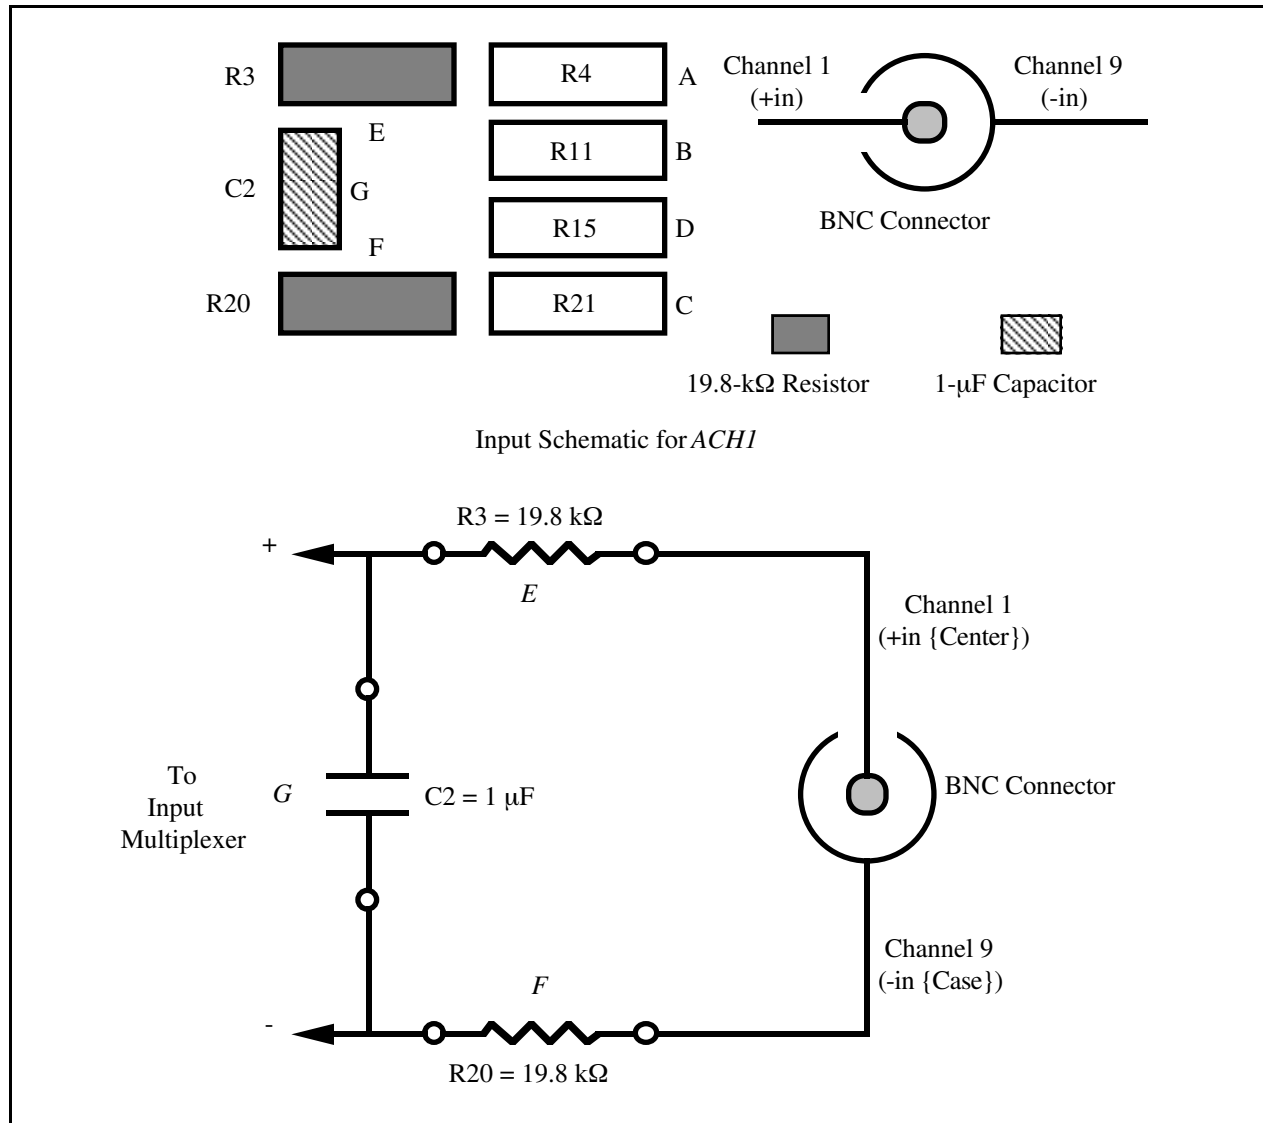 R3
R4
A
E
R11
B
C2
G
R15
D
F
R20
R21
C
Channel 1
(+in)
Channel 9
(-in)
BNC Connector
19.8-kΩ Resistor
1-μF Capacitor
Input Schematic for ACH1
R3 = 19.8 kΩ
+
E
Channel 1
(+in {Center})
To
Input
Multiplexer
G
C2 = 1 μF
BNC Connector
Channel 9
(-in {Case})
F
-
R20 = 19.8 kΩ